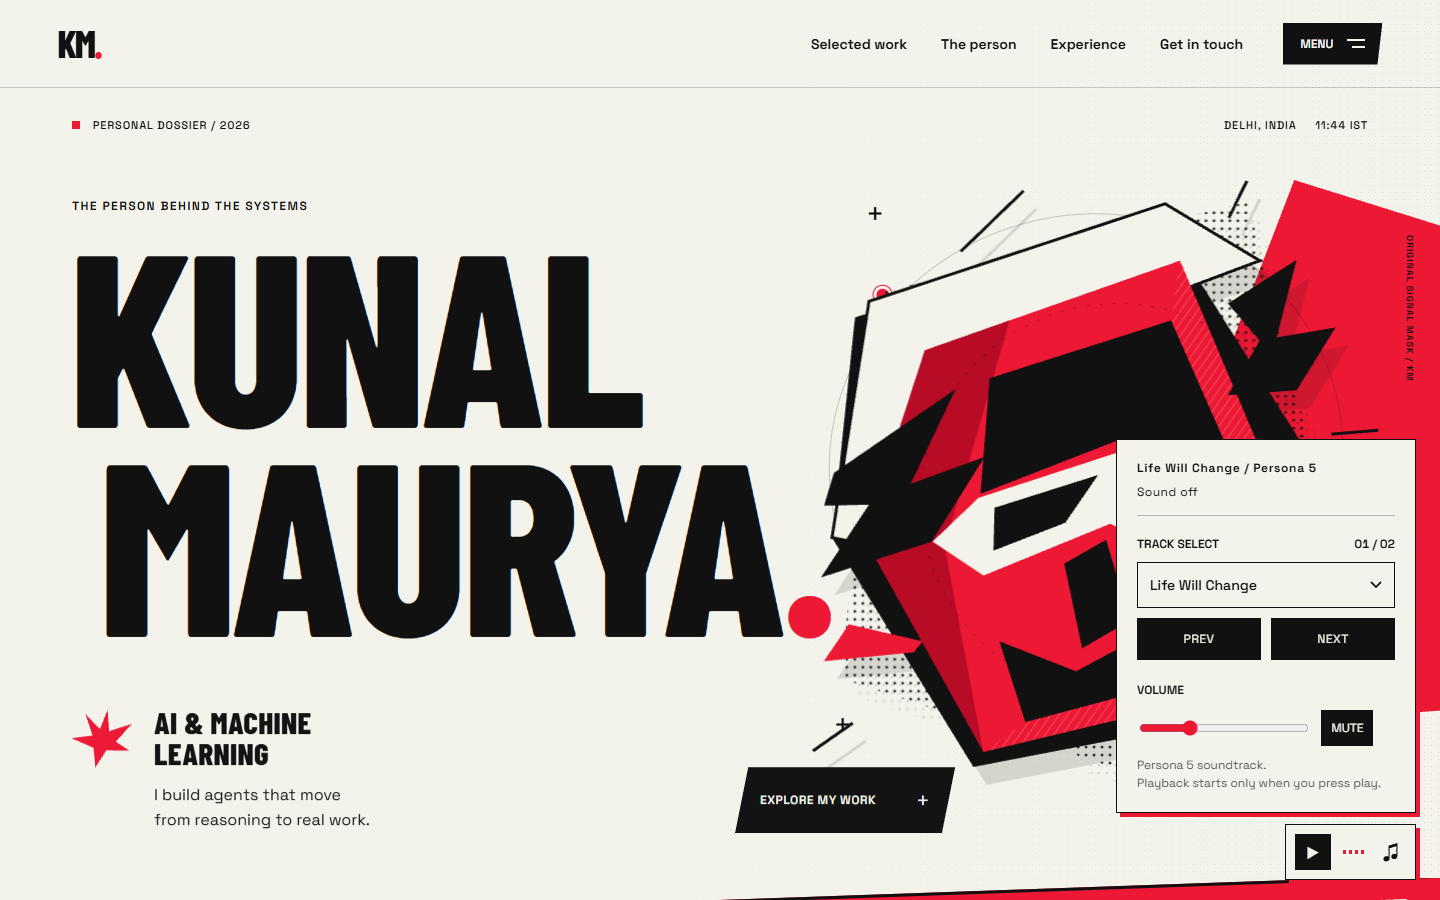 KM.
Selected work
The person
Experience
Get in touch
MENU
PERSONAL DOSSIER / 2026
DELHI, INDIA
11:44 IST
THE PERSON BEHIND THE SYSTEMS
KUNAL
MAURYA.
ORIGINAL SIGNAL MASK / KM
AI & MACHINE
LEARNING
I build agents that move
from reasoning to real work.
EXPLORE MY WORK +
Life Will Change / Persona 5
Sound off
TRACK SELECT
01 / 02
Life Will Change
PREV
NEXT
VOLUME
MUTE
Persona 5 soundtrack.
Playback starts only when you press play.